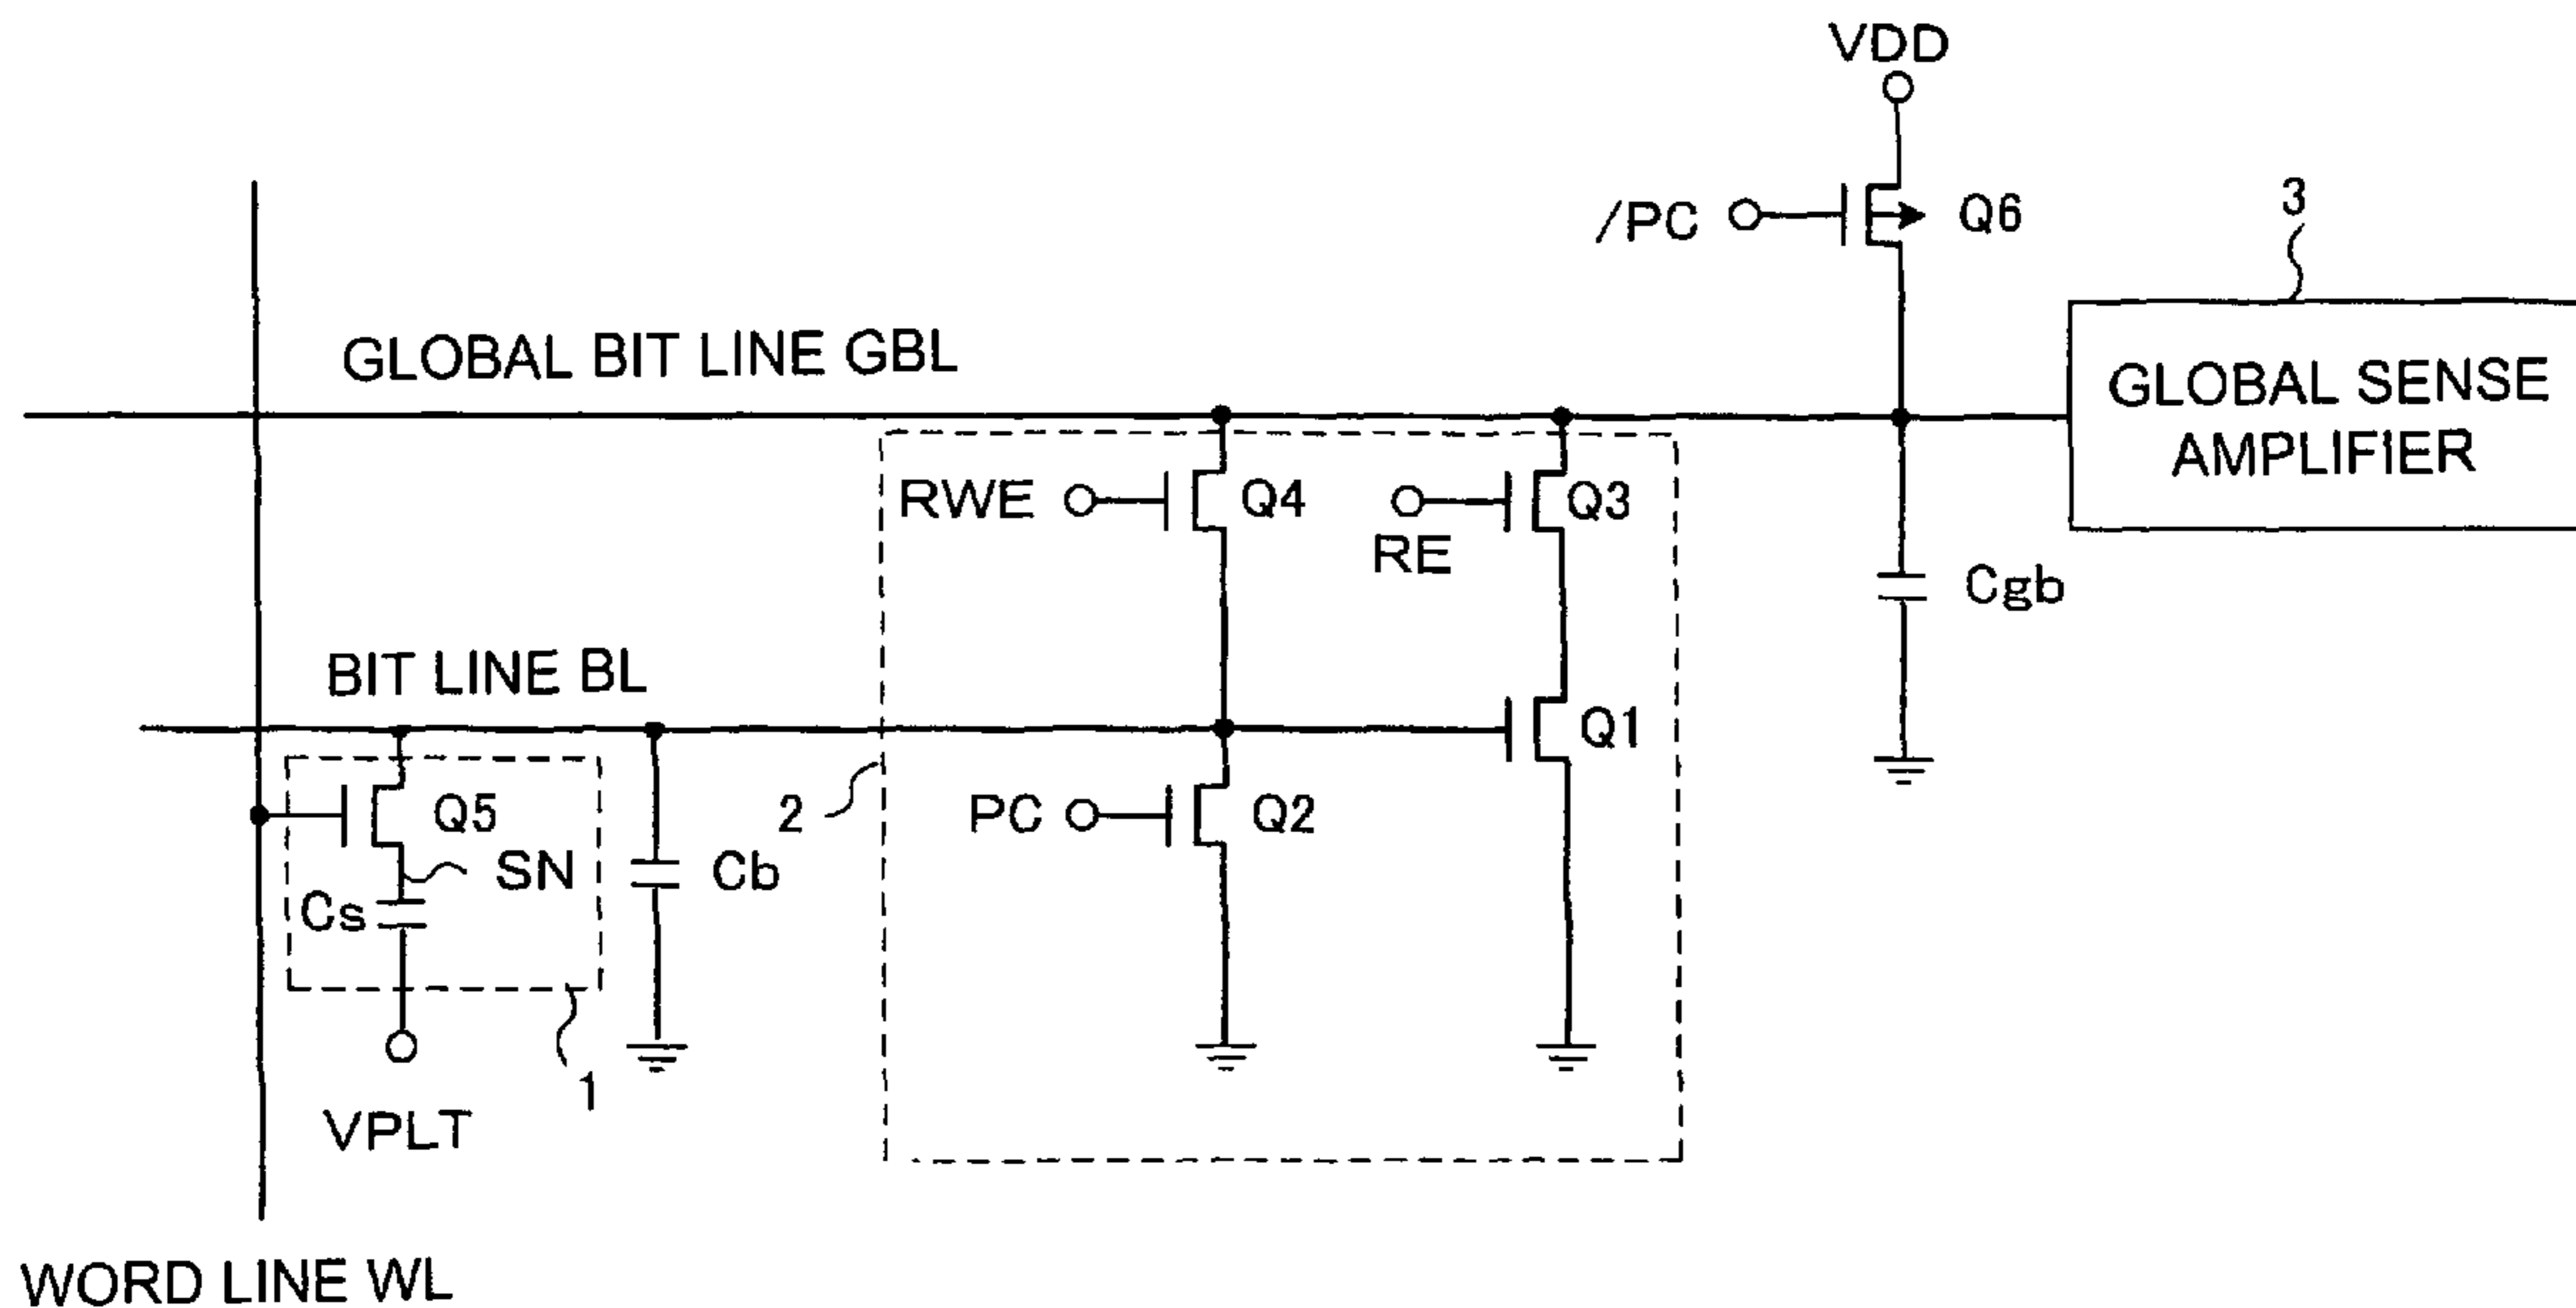 VDD
/PC
Q6
3
GLOBAL BIT LINE GBL
GLOBAL SENSE
AMPLIFIER
RWE
Q4
Q3
RE
Cgb
BIT LINE BL
Q1
Q5
2
PC
Q2
SN
Cb
Cs
1
VPLT
WORD LINE WL